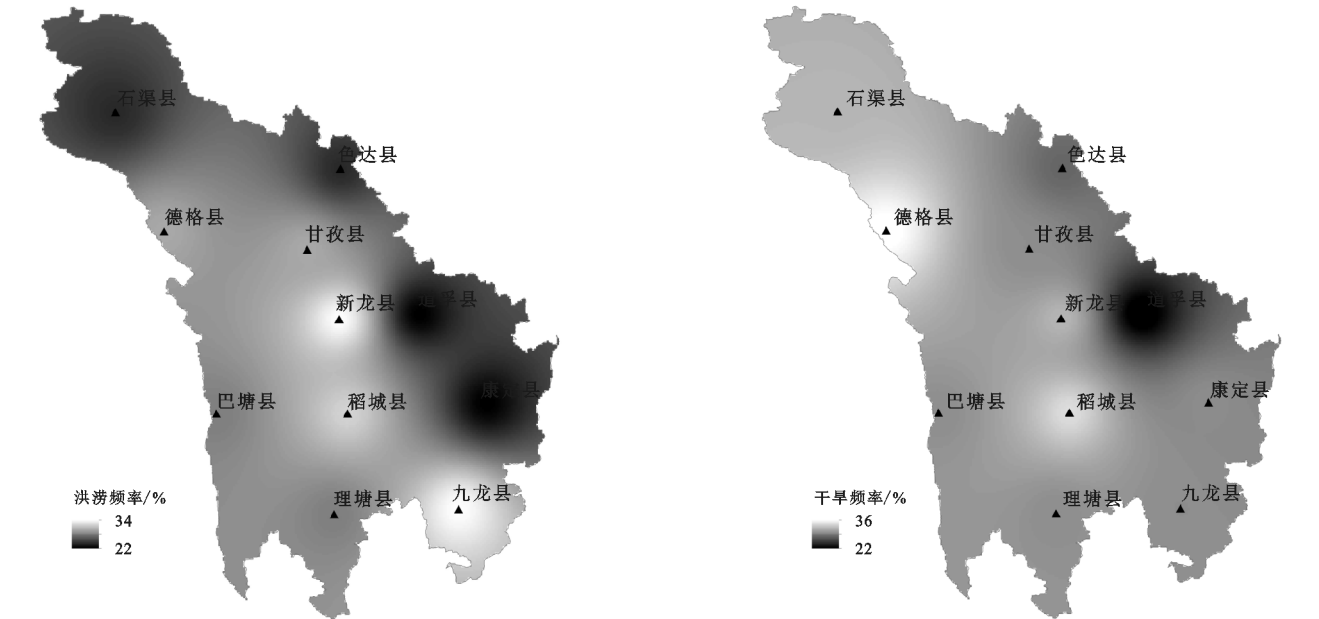 石渠县
色达县
德格县
甘孜县
新龙县
道孚县
康定县
巴塘县
稻城县
理塘县
九龙县
洪涝频率/%
34
22
石渠县
色达县
德格县
甘孜县
新龙县
道孚县
康定县
巴塘县
稻城县
理塘县
九龙县
干旱频率/%
36
22